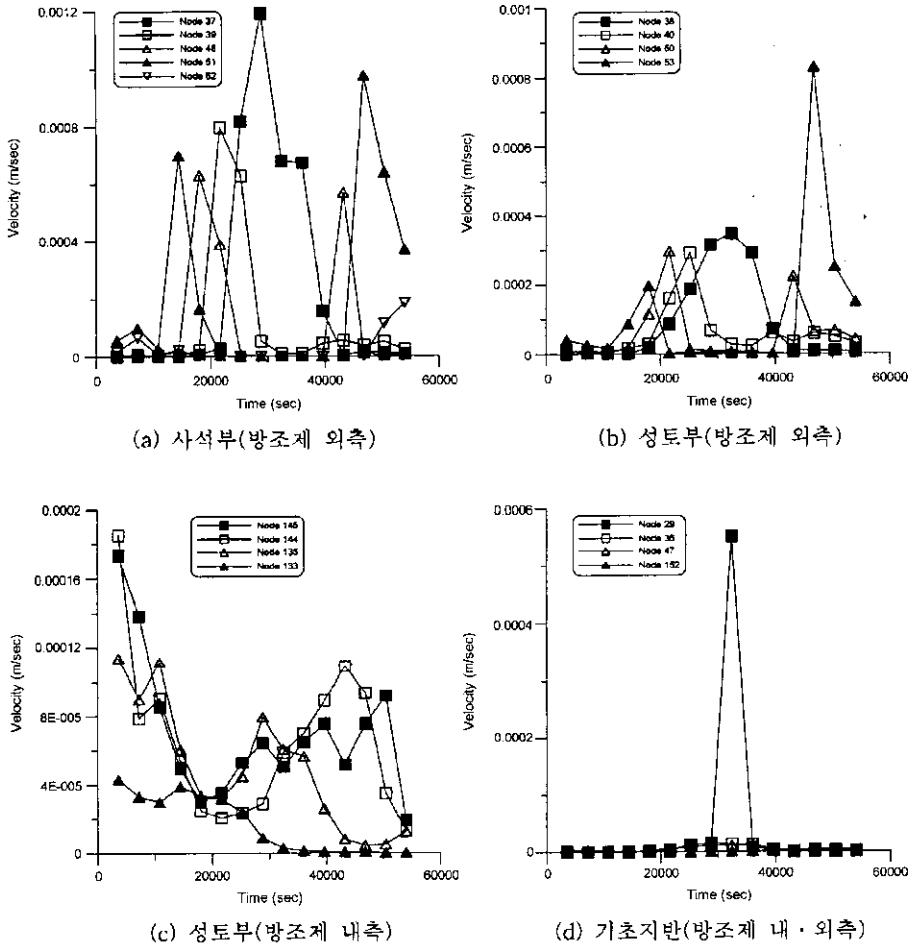 0.0012
0.0008
0.0004
0
Velocity (m/sec)
Node 37
Node 39
Node 48
Node 51
Node 52
0 20000 40000 60000
Time (sec)
(a) 사석부(방조제 외측)
0.001
0.0008
0.0006
0.0004
0.0002
0
Velocity (m/sec)
Node 38
Node 40
Node 50
Node 53
0 20000 40000 60000
Time (sec)
(b) 성토부(방조제 외측)
0.0002
0.00016
0.00012
8E-005
4E-005
0
Velocity (m/sec)
Node 145
Node 144
Node 135
Node 133
0 20000 40000 60000
Time (sec)
(c) 성토부(방조제 내측)
0.0006
0.0004
0.0002
0
Velocity (m/sec)
Node 29
Node 36
Node 47
Node 152
0 20000 40000 60000
Time (sec)
(d) 기초지반(방조제 내·외측)